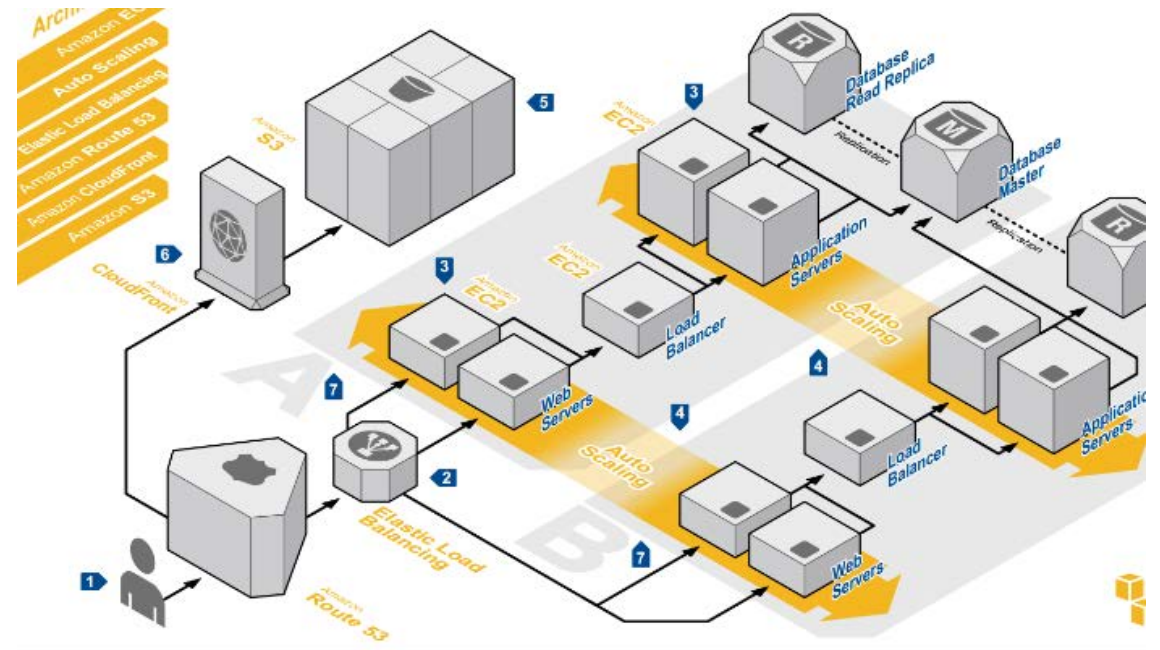 Amazon EC
Auto Scaling
Elastic Load Balancing
Amazon Route 53
Amazon CloudFront
Amazon S3
Amazon
S3
5
6
Amazon
CloudFront
1
Amazon
Route 53
2
Elastic Load
Balancing
7
3
Amazon
EC2
Web
Servers
A
Amazon
EC2
Load
Balancer
Amazon
EC2
3
Application
Servers
Database
Read Replica
Replication
Database
Master
Replication
Auto
Scaling
4
Auto
Scaling
4
B
7
Web
Servers
Load
Balancer
Applicatio
Servers
R
M
R